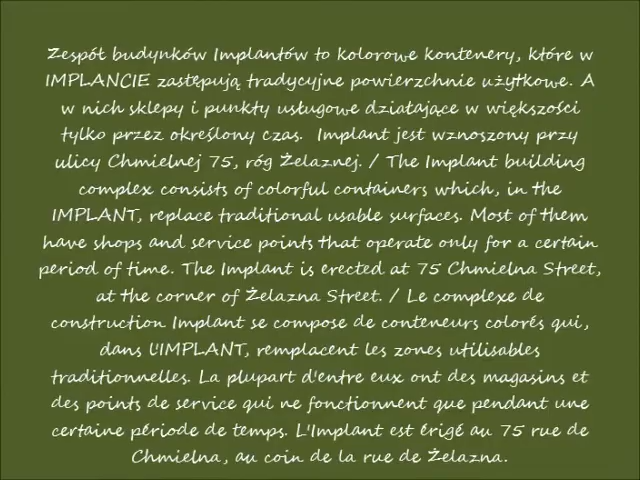 Zespół budynków Implantów to kolorowe kontenery, które w
IMPLANCIE zastępują tradycyjne powierzchnie użytkowe. A
w nich sklepy i punkty usługowe działające w większości
tylko przez określony czas.  Implant jest wznoszony przy
ulicy Chmielnej 75, róg Żelaznej. / The Implant building
complex consists of colorful containers which, in the
IMPLANT, replace traditional usable surfaces. Most of them
have shops and service points that operate only for a certain
period of time. The Implant is erected at 75 Chmielna Street,
at the corner of Żelazna Street. / Le complexe de
construction Implant se compose de conteneurs colorés qui,
dans l'IMPLANT, remplacent les zones utilisables
traditionnelles. La plupart d'entre eux ont des magasins et
des points de service qui ne fonctionnent que pendant une
certaine période de temps. L'Implant est érigé au 75 rue de
Chmielna, au coin de la rue de Żelazna.